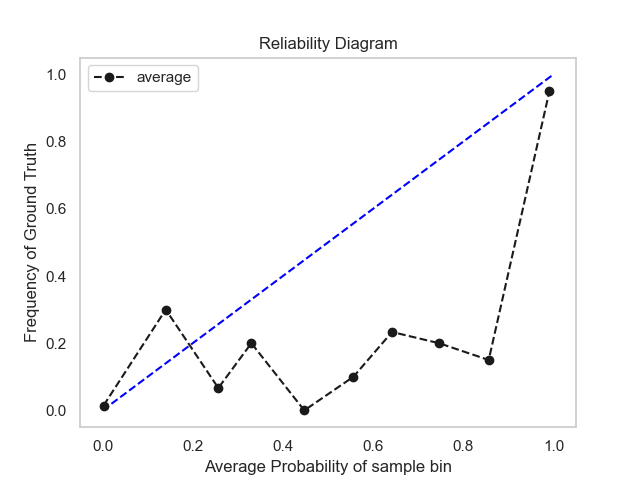 Reliability Diagram
average
Frequency of Ground Truth
1.0
0.8
0.6
0.4
0.2
0.0
0.0 0.2 0.4 0.6 0.8 1.0
Average Probability of sample bin